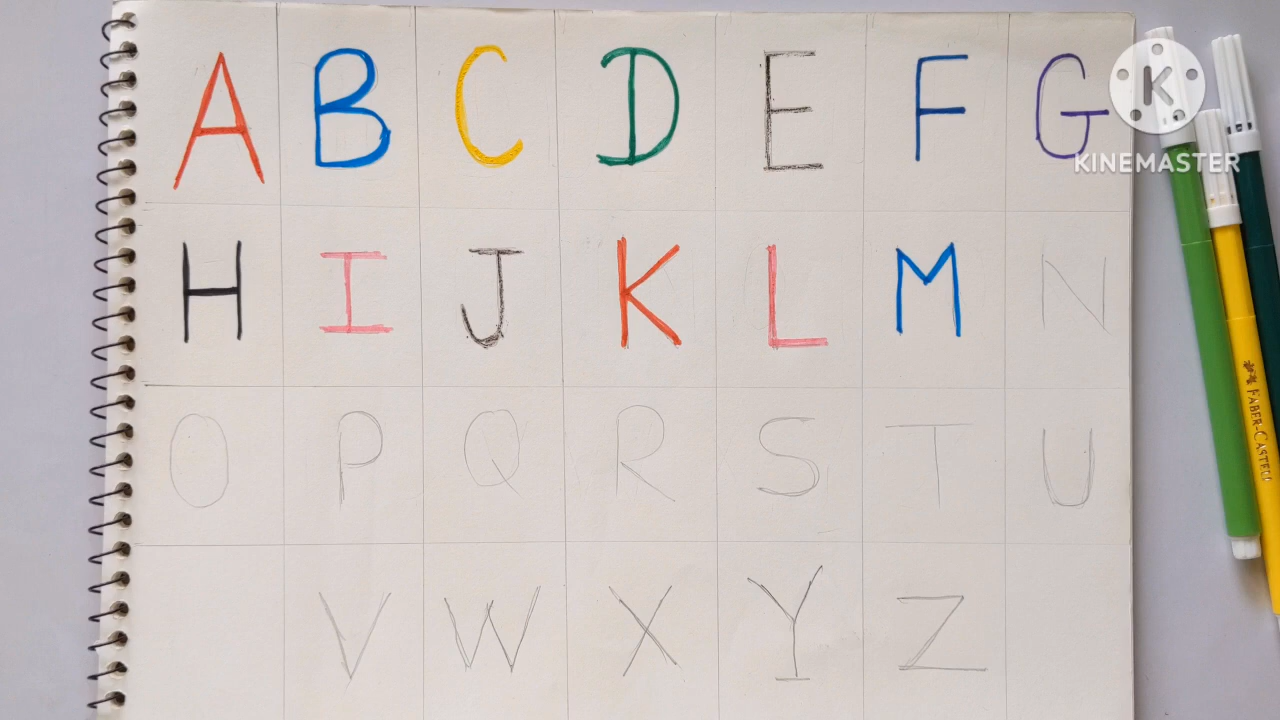 A B C D E F G
K
KINEMASTER
H I J K L M N
O P Q R S T U
V W X Y Z
FABER-CASTELL